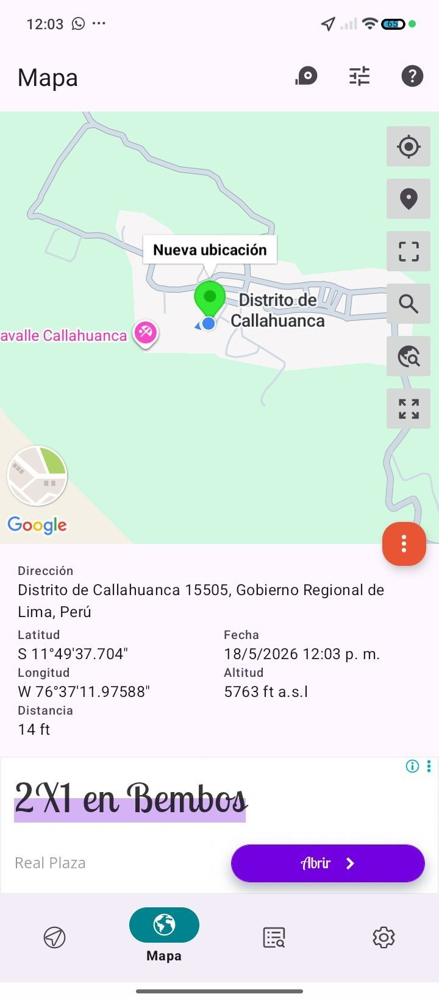 12:03
65
Mapa
Nueva ubicación
Distrito de
Callahuanca
avalle Callahuanca
Google
Dirección
Distrito de Callahuanca 15505, Gobierno Regional de
Lima, Perú
Latitud
S 11°49'37.704"
Fecha
18/5/2026 12:03 p. m.
Longitud
W 76°37'11.97588"
Altitud
5763 ft a.s.l
Distancia
14 ft
2X1 en Bembos
Real Plaza
Abrir
Mapa